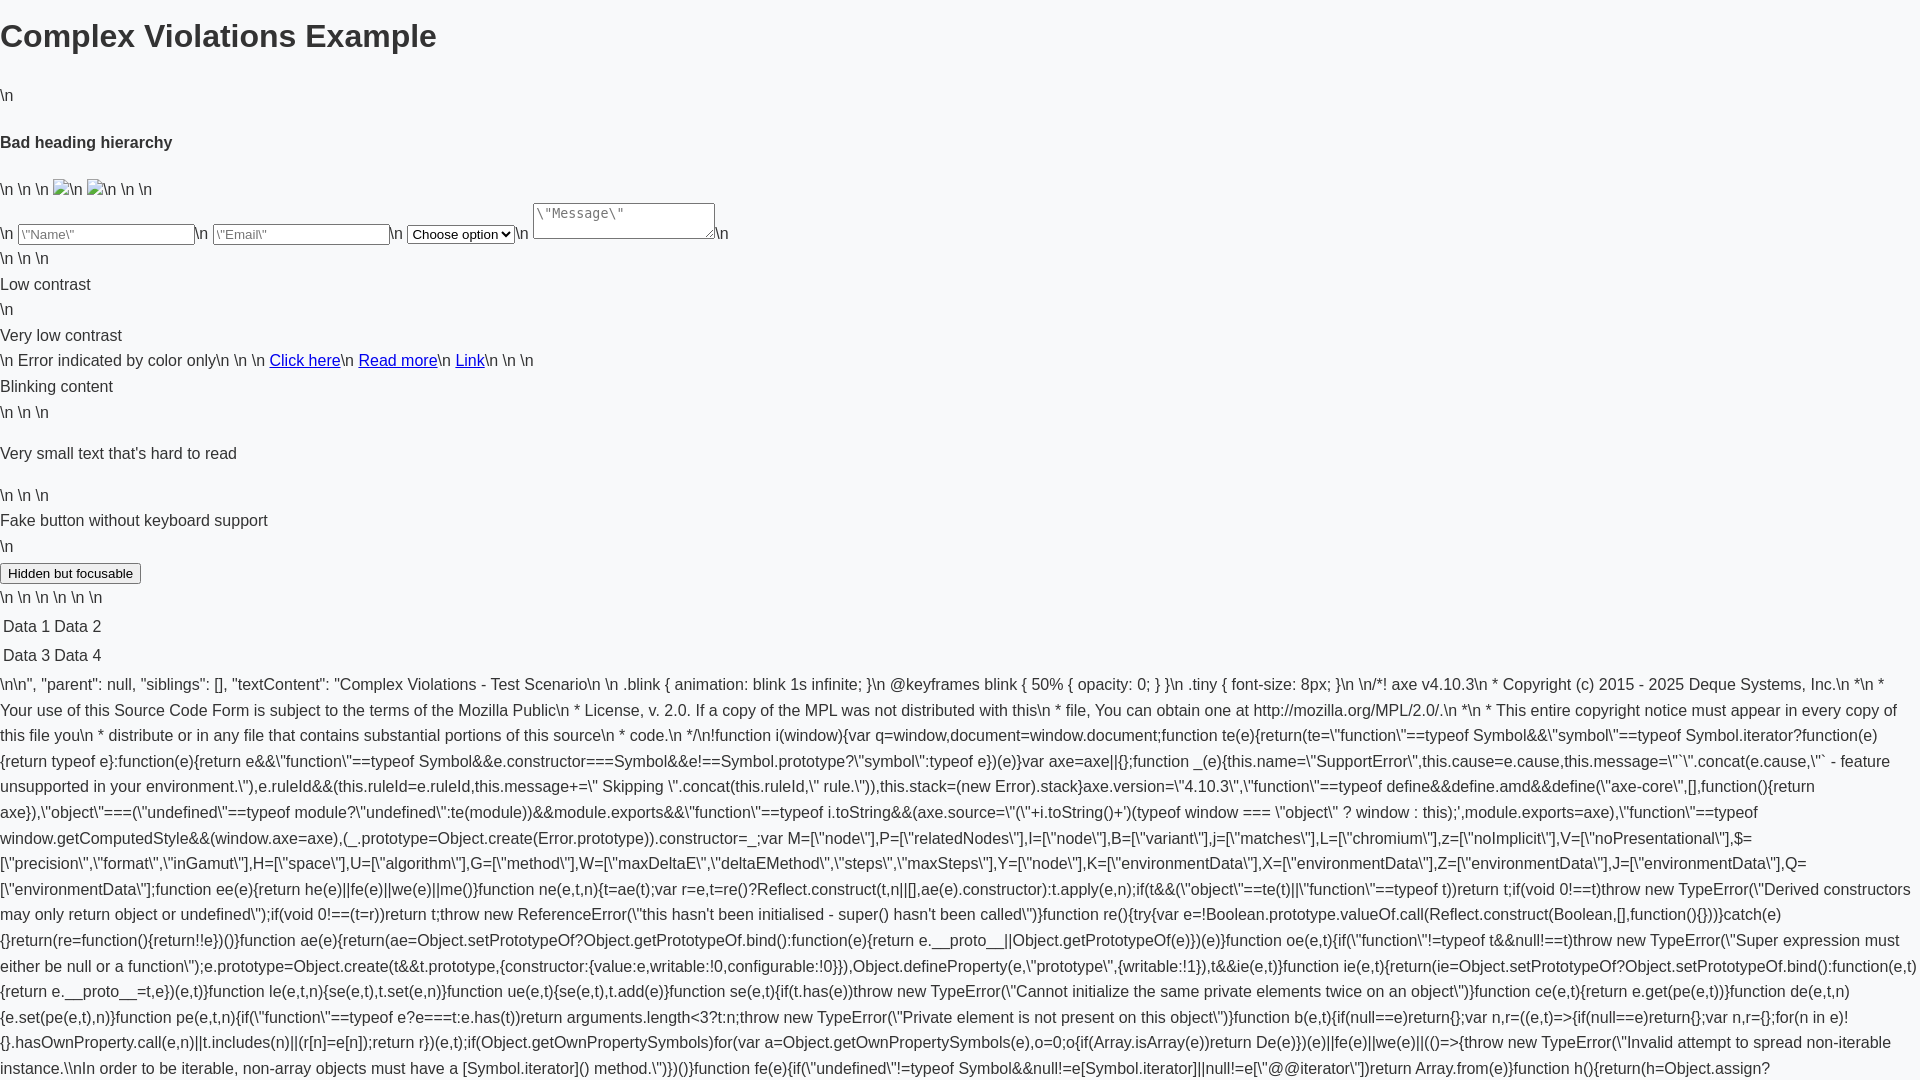 Complex Violations Example
\n
Bad heading hierarchy
\n \n \n \n \n \n \n
\n \"Name\" \n \"Email\" \n Choose option \n \"Message\" \n
\n \n \n
Low contrast
\n
Very low contrast
\n Error indicated by color only\n \n \n Click here\n Read more\n Link\n \n \n
Blinking content
\n \n \n
Very small text that's hard to read
\n \n \n
Fake button without keyboard support
\n
Hidden but focusable
\n \n \n \n \n \n
Data 1 Data 2
Data 3 Data 4
\n\n", "parent": null, "siblings": [], "textContent": "Complex Violations - Test Scenario\n \n .blink { animation: blink 1s infinite; }\n @keyframes blink { 50% { opacity: 0; } }\n .tiny { font-size: 8px; }\n \n/*! axe v4.10.3\n * Copyright (c) 2015 - 2025 Deque Systems, Inc.\n *\n *
Your use of this Source Code Form is subject to the terms of the Mozilla Public\n * License, v. 2.0. If a copy of the MPL was not distributed with this\n * file, You can obtain one at http://mozilla.org/MPL/2.0/.\n *\n * This entire copyright notice must appear in every copy of
this file you\n * distribute or in any file that contains substantial portions of this source\n * code.\n */\n!function i(window){var q=window,document=window.document;function te(e){return(te=\"function\"==typeof Symbol&&\"symbol\"==typeof Symbol.iterator?function(e)
{return typeof e}:function(e){return e&&\"function\"==typeof Symbol&&e.constructor===Symbol&&e!==Symbol.prototype?\"symbol\":typeof e})(e)}var axe=axe||{};function _(e){this.name=\"SupportError\",this.cause=e.cause,this.message=\"`\".concat(e.cause,\"` - feature
unsupported in your environment.\"),e.ruleId&&(this.ruleId=e.ruleId,this.message+=\" Skipping \".concat(this.ruleId,\" rule.\")),this.stack=(new Error).stack}axe.version=\"4.10.3\",\"function\"==typeof define&&define.amd&&define(\"axe-core\",[],function(){return
axe}),\"object\"===(\"undefined\"==typeof module?\"undefined\":te(module))&&module.exports&&\"function\"==typeof i.toString&&(axe.source=\"(\"+i.toString()+')(typeof window === \"object\" ? window : this);',module.exports=axe),\"function\"==typeof
window.getComputedStyle&&(window.axe=axe),(_.prototype=Object.create(Error.prototype)).constructor=_;var M=[\"node\"],P=[\"relatedNodes\"],I=[\"node\"],B=[\"variant\"],j=[\"matches\"],L=[\"chromium\"],z=[\"noImplicit\"],V=[\"noPresentational\"],$=
[\"precision\",\"format\",\"inGamut\"],H=[\"space\"],U=[\"algorithm\"],G=[\"method\"],W=[\"maxDeltaE\",\"deltaEMethod\",\"steps\",\"maxSteps\"],Y=[\"node\"],K=[\"environmentData\"],X=[\"environmentData\"],Z=[\"environmentData\"],J=[\"environmentData\"],Q=
[\"environmentData\"];function ee(e){return he(e)||fe(e)||we(e)||me()}function ne(e,t,n){t=ae(t);var r=e,t=re()?Reflect.construct(t,n||[],ae(e).constructor):t.apply(e,n);if(t&&(\"object\"==te(t)||\"function\"==typeof t))return t;if(void 0!==t)throw new TypeError(\"Derived constructors
may only return object or undefined\");if(void 0!==(t=r))return t;throw new ReferenceError(\"this hasn't been initialised - super() hasn't been called\")}function re(){try{var e=!Boolean.prototype.valueOf.call(Reflect.construct(Boolean,[],function(){}))}catch(e)
{}return(re=function(){return!!e})()}function ae(e){return(ae=Object.setPrototypeOf?Object.getPrototypeOf.bind():function(e){return e.__proto__||Object.getPrototypeOf(e)})(e)}function oe(e,t){if(\"function\"!=typeof t&&null!==t)throw new TypeError(\"Super expression must
either be null or a function\");e.prototype=Object.create(t&&t.prototype,{constructor:{value:e,writable:!0,configurable:!0}}),Object.defineProperty(e,\"prototype\",{writable:!1}),t&&ie(e,t)}function ie(e,t){return(ie=Object.setPrototypeOf?Object.setPrototypeOf.bind():function(e,t)
{return e.__proto__=t,e})(e,t)}function le(e,t,n){se(e,t),t.set(e,n)}function ue(e,t){se(e,t),t.add(e)}function se(e,t){if(t.has(e))throw new TypeError(\"Cannot initialize the same private elements twice on an object\")}function ce(e,t){return e.get(pe(e,t))}function de(e,t,n)
{e.set(pe(e,t),n)}function pe(e,t,n){if(\"function\"==typeof e?e===t:e.has(t))return arguments.length<3?t:n;throw new TypeError(\"Private element is not present on this object\")}function b(e,t){if(null==e)return{};var n,r=((e,t)=>{if(null==e)return{};var n,r={};for(n in e)!
{}.hasOwnProperty.call(e,n)||t.includes(n)||(r[n]=e[n]);return r})(e,t);if(Object.getOwnPropertySymbols)for(var a=Object.getOwnPropertySymbols(e),o=0;o{if(Array.isArray(e))return De(e)})(e)||fe(e)||we(e)||(()=>{throw new TypeError(\"Invalid attempt to spread non-iterable
instance.\\nIn order to be iterable, non-array objects must have a [Symbol.iterator]() method.\")})()}function fe(e){if(\"undefined\"!=typeof Symbol&&null!=e[Symbol.iterator]||null!=e[\"@@iterator\"])return Array.from(e)}function h(){return(h=Object.assign?